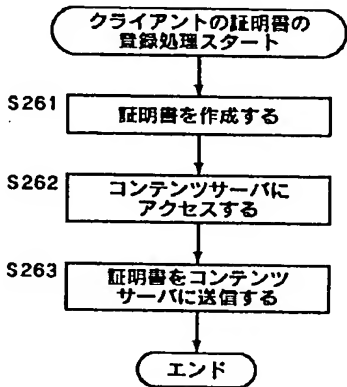 クライアントの証明書の
登録処理スタート
S261
証明書を作成する
S262
コンテンツサーバに
アクセスする
S263
証明書をコンテンツ
サーバに送信する
エンド